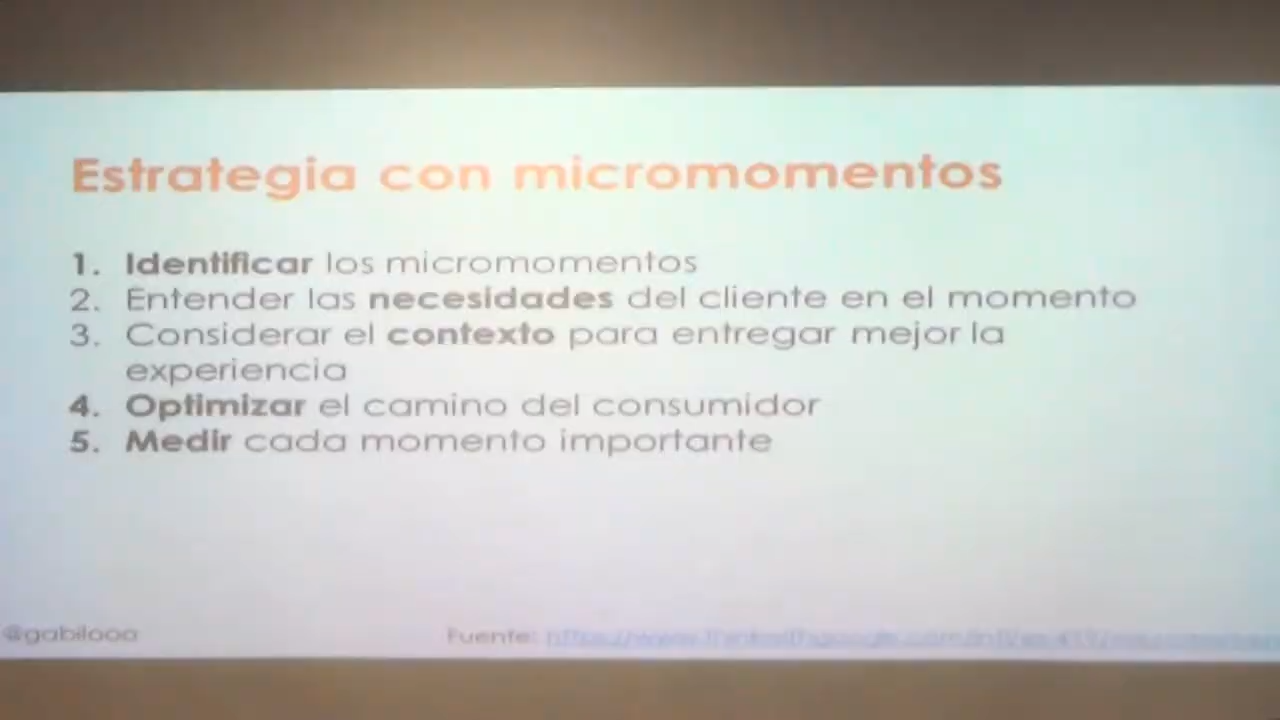 Estrategia con micromomentos
1. Identificar los micromomentos
2. Entender las necesidades del cliente en el momento
3. Considerar el contexto para entregar mejor la
experiencia
4. Optimizar el camino del consumidor
5. Medir cada momento importante
@gabilooa
Fuente: